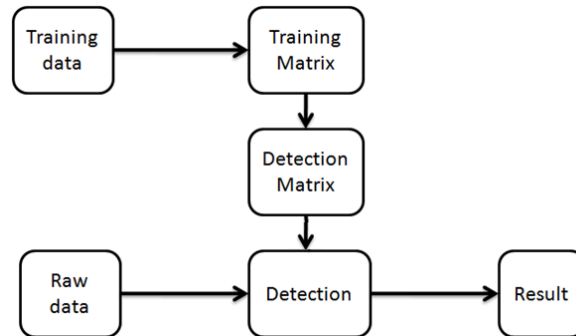 Training
data
Training
Matrix
Detection
Matrix
Raw
data
Detection
Result